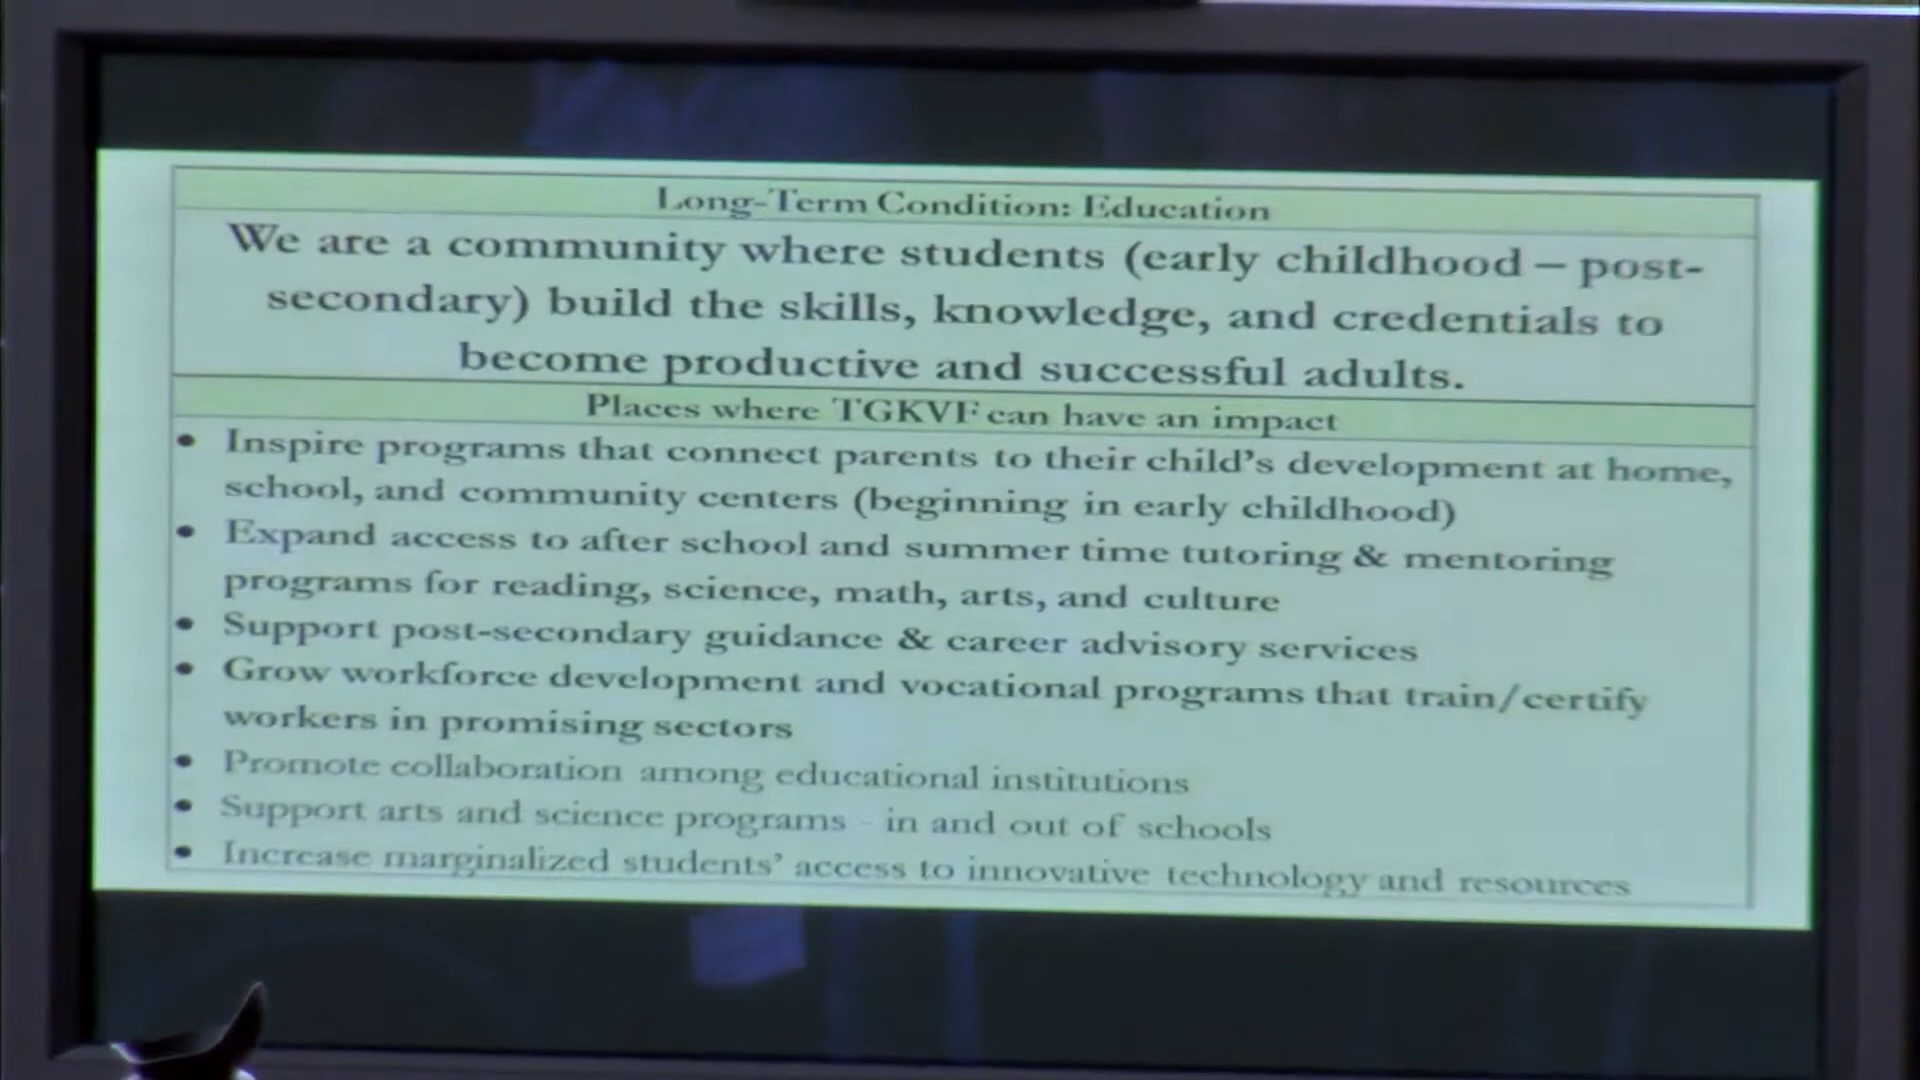 Long-Term Condition: Education
We are a community where students (early childhood – post-
secondary) build the skills, knowledge, and credentials to
become productive and successful adults.
Places where TGKVF can have an impact
• Inspire programs that connect parents to their child's development at home,
school, and community centers (beginning in early childhood)
• Expand access to after school and summer time tutoring & mentoring
programs for reading, science, math, arts, and culture
• Support post-secondary guidance & career advisory services
• Grow workforce development and vocational programs that train/certify
workers in promising sectors
• Promote collaboration among educational institutions
• Support arts and science programs - in and out of schools
• Increase marginalized students' access to innovative technology and resources